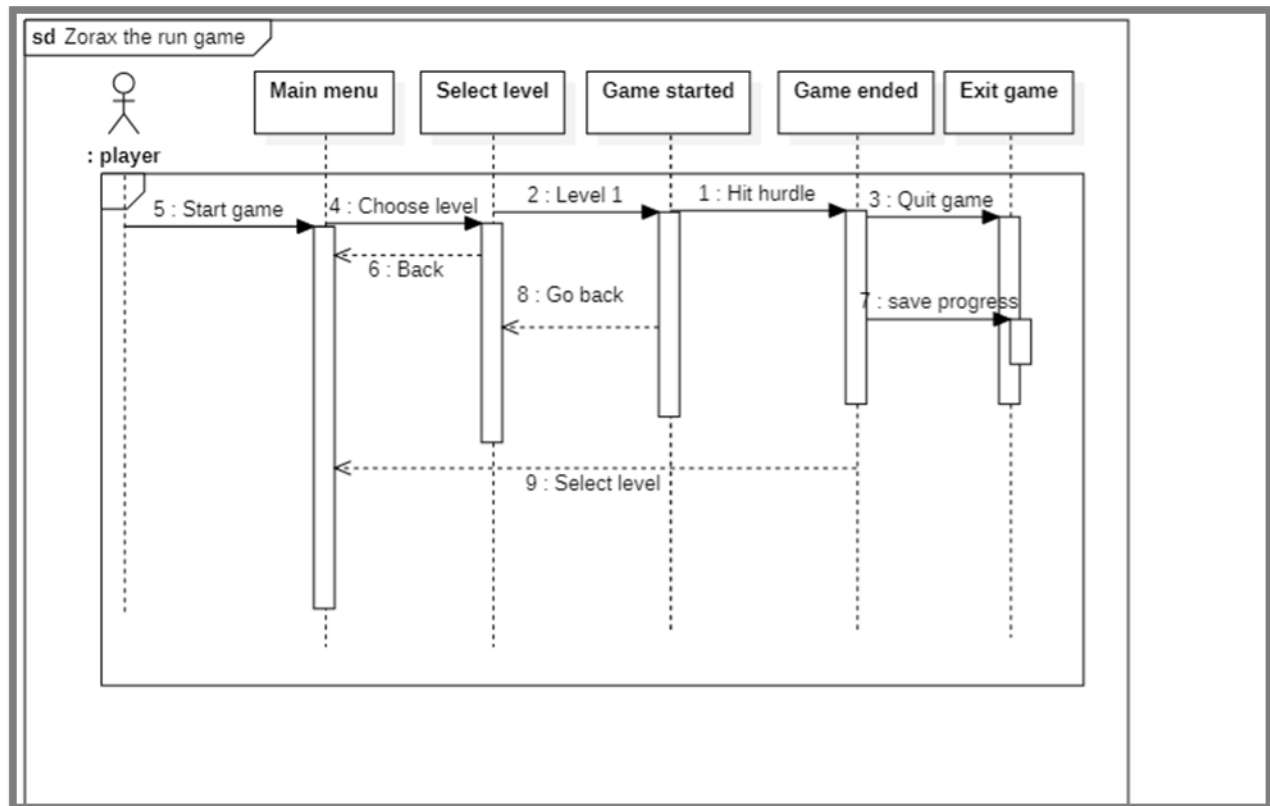 sd Zorax the run game
Main menu
Select level
Game started
Game ended
Exit game
: player
5 : Start game
4 : Choose level
2 : Level 1
1 : Hit hurdle
3 : Quit game
6 : Back
8 : Go back
7 : save progress
9 : Select level